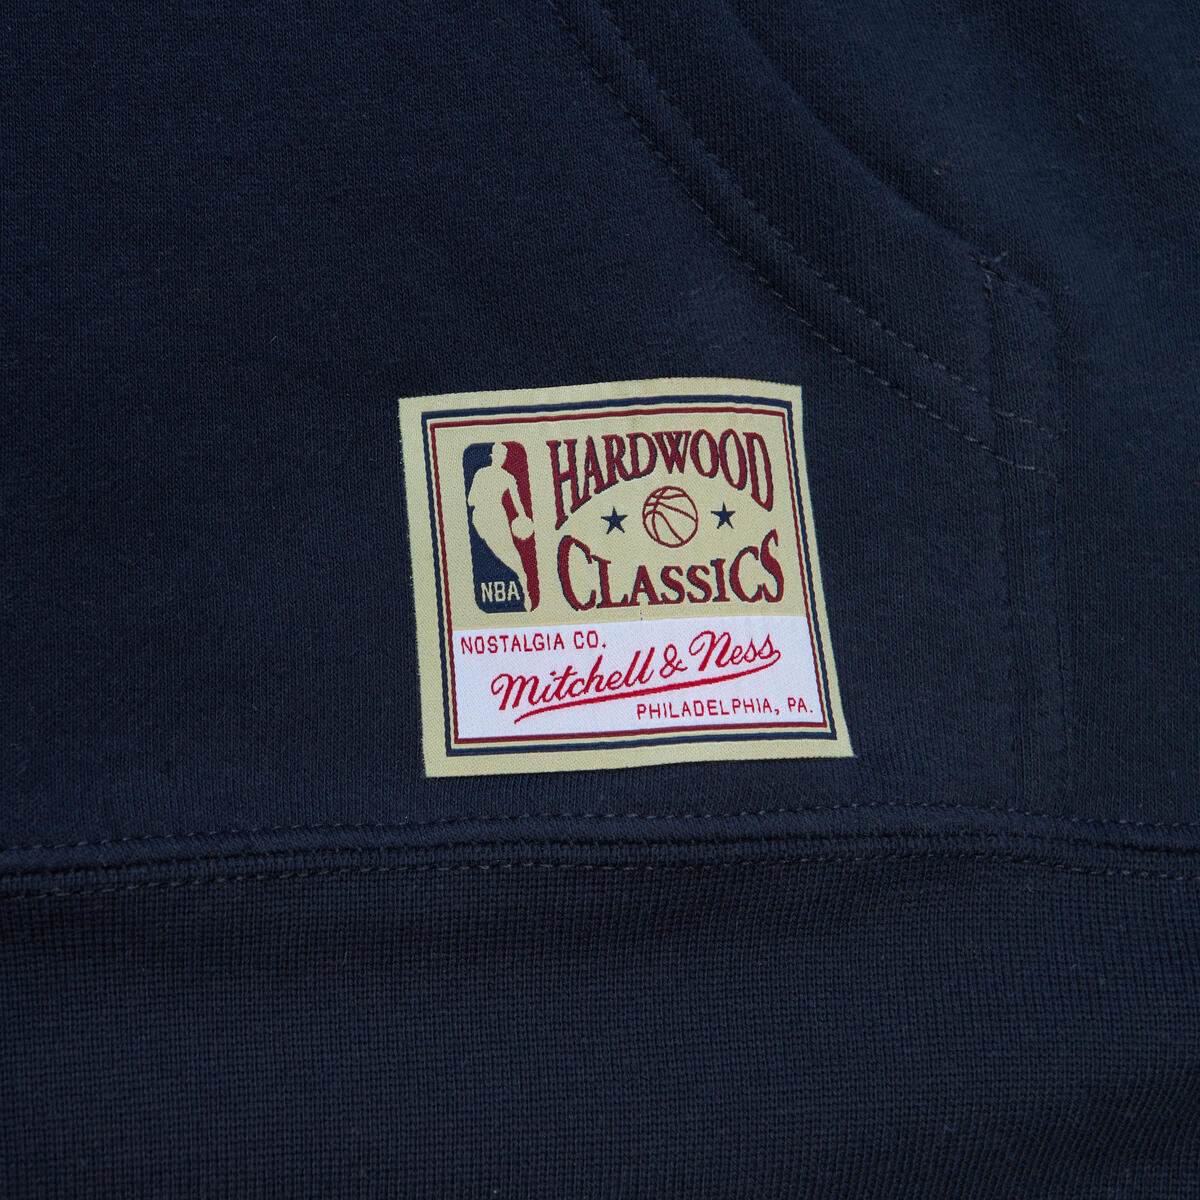 HARDWOOD
CLASSICS
NBA
NOSTALGIA CO.
Mitchell & Ness
PHILADELPHIA, PA.